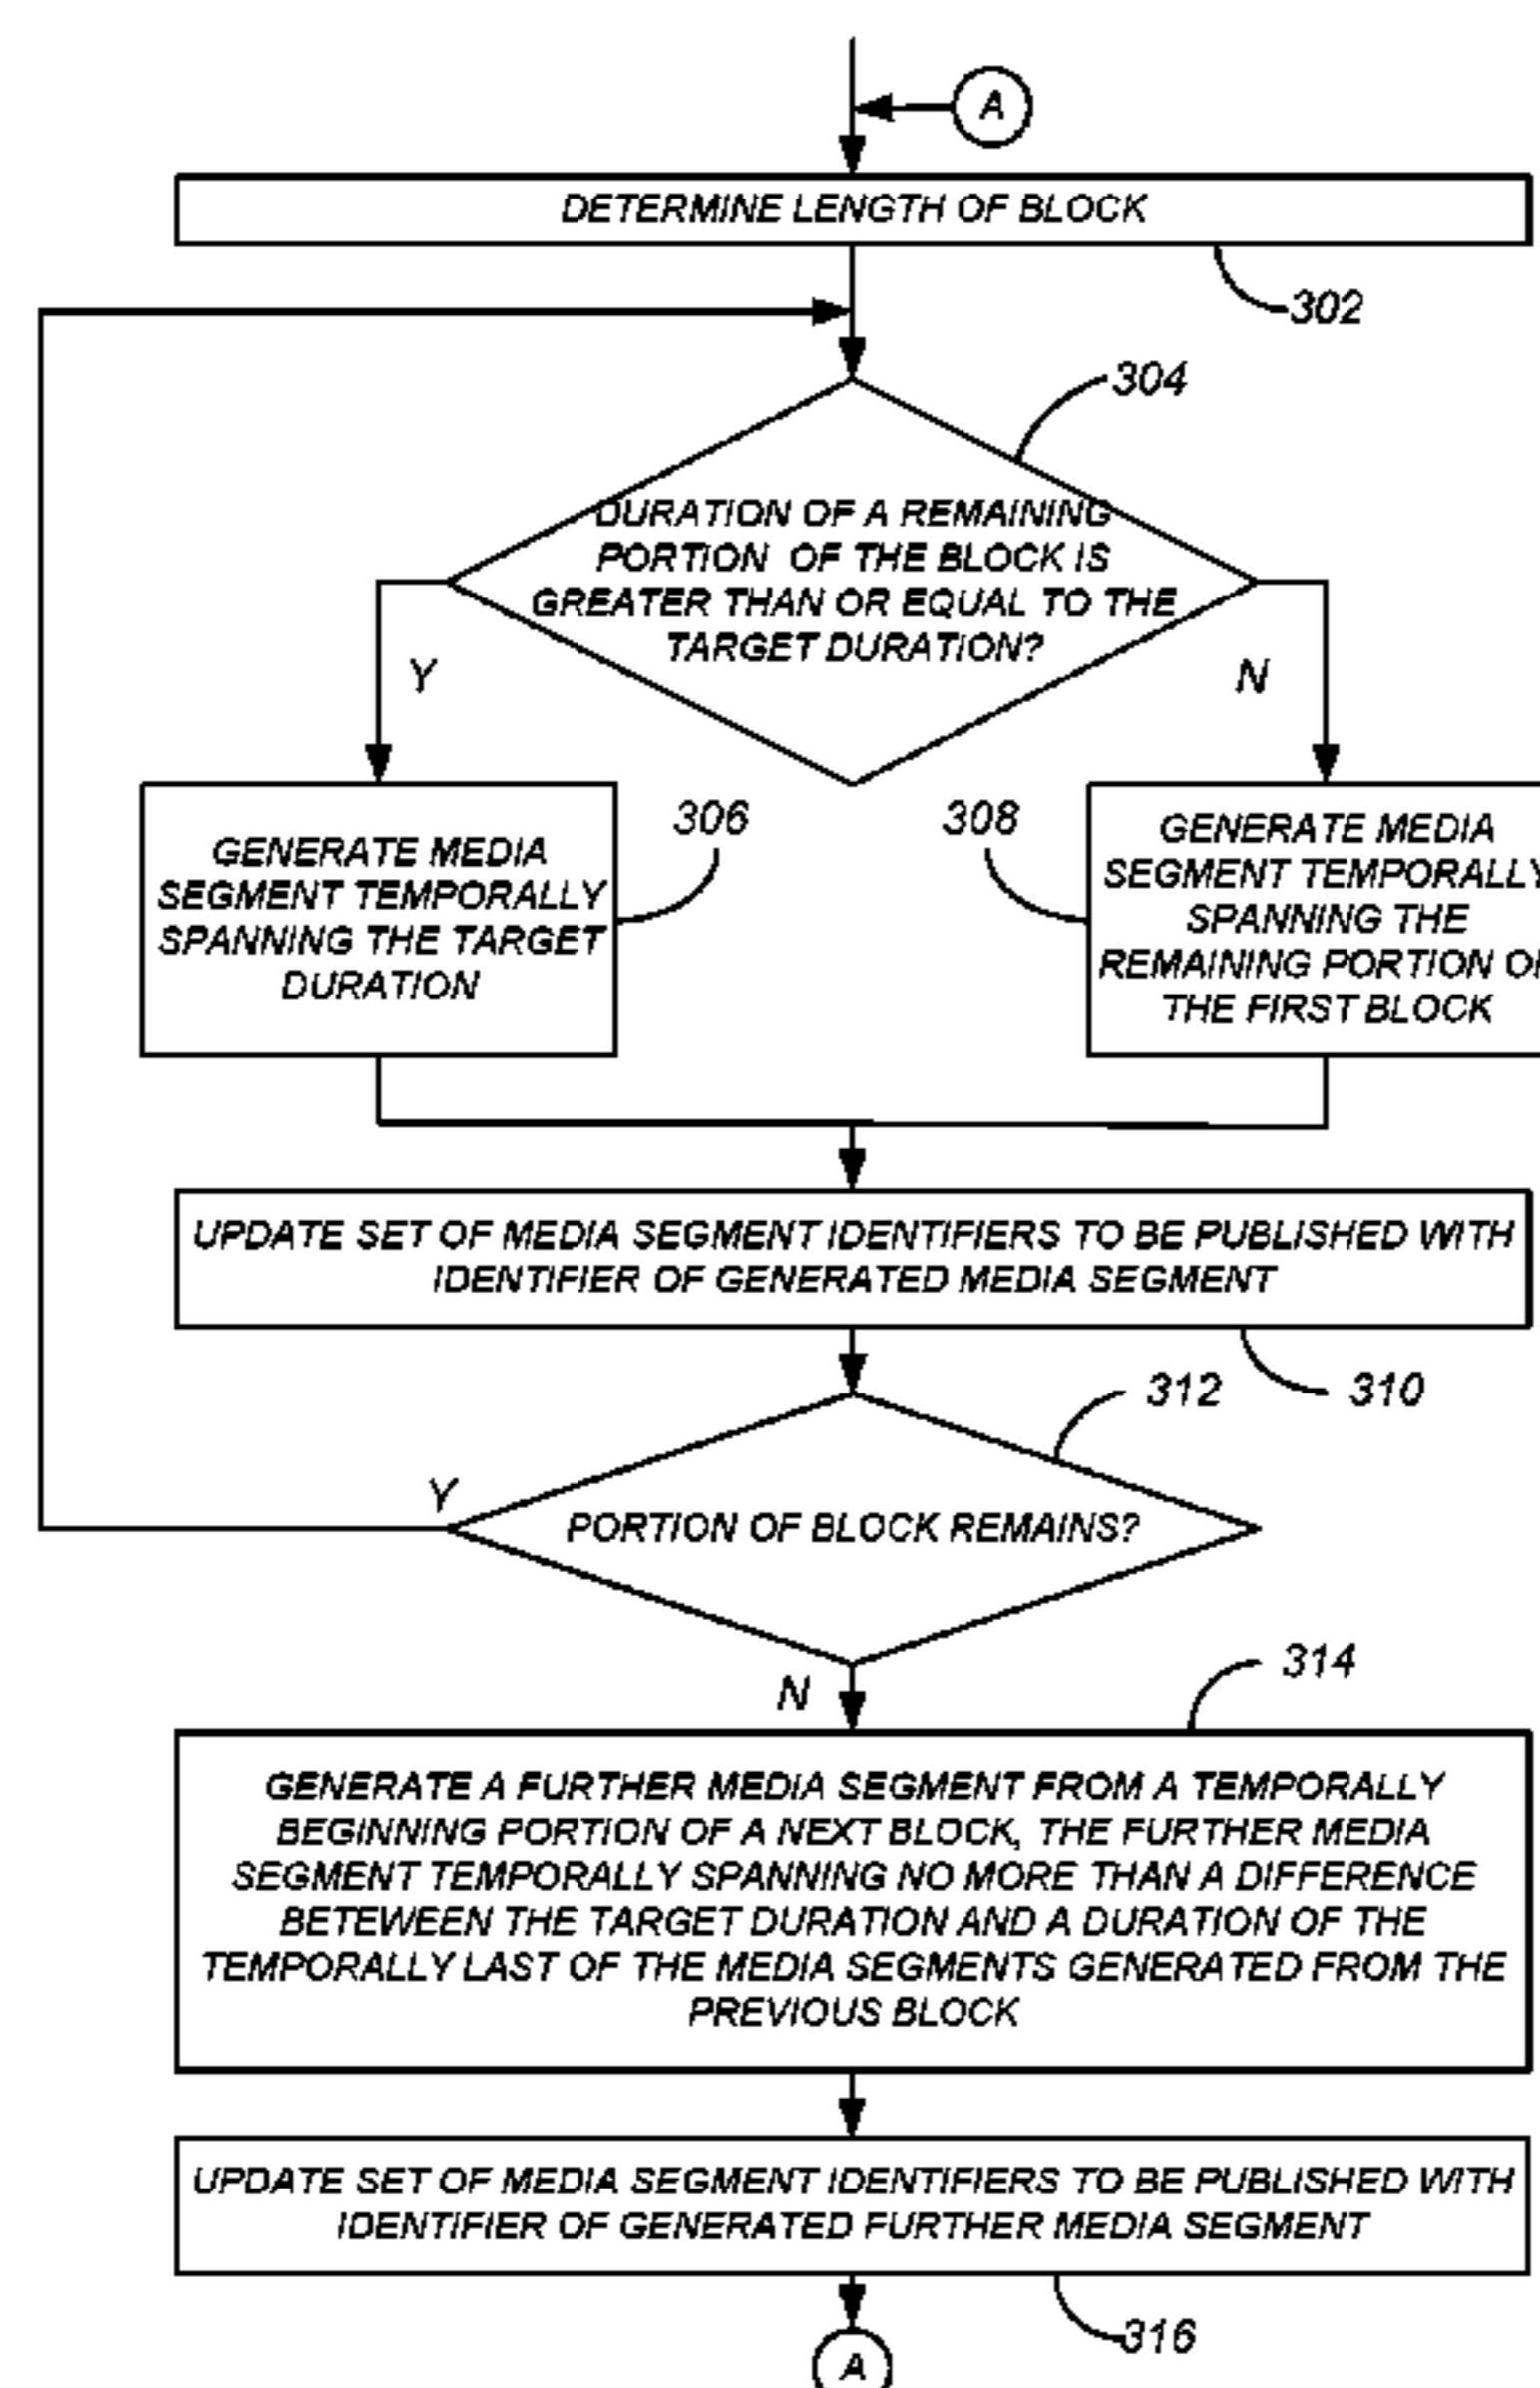 A
DETERMINE LENGTH OF BLOCK
302
304
DURATION OF A REMAINING
PORTION OF THE BLOCK IS
GREATER THAN OR EQUAL TO THE
TARGET DURATION?
Y
N
306
308
GENERATE MEDIA
SEGMENT TEMPORALLY
SPANNING THE TARGET
DURATION
GENERATE MEDIA
SEGMENT TEMPORALLY
SPANNING THE
REMAINING PORTION OF
THE FIRST BLOCK
UPDATE SET OF MEDIA SEGMENT IDENTIFIERS TO BE PUBLISHED WITH
IDENTIFIER OF GENERATED MEDIA SEGMENT
310
312
Y
PORTION OF BLOCK REMAINS?
314
N
GENERATE A FURTHER MEDIA SEGMENT FROM A TEMPORALLY
BEGINNING PORTION OF A NEXT BLOCK, THE FURTHER MEDIA
SEGMENT TEMPORALLY SPANNING NO MORE THAN A DIFFERENCE
BETEWEEN THE TARGET DURATION AND A DURATION OF THE
TEMPORALLY LAST OF THE MEDIA SEGMENTS GENERATED FROM THE
PREVIOUS BLOCK
UPDATE SET OF MEDIA SEGMENT IDENTIFIERS TO BE PUBLISHED WITH
IDENTIFIER OF GENERATED FURTHER MEDIA SEGMENT
316
A